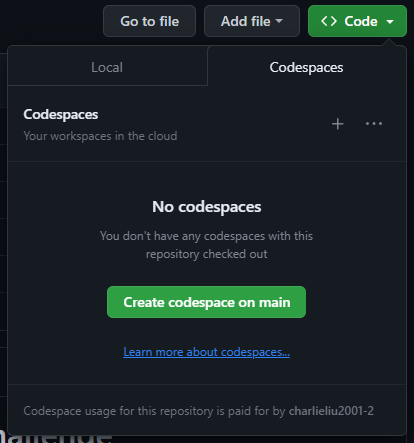 Go to file
Add file
<> Code
Local
Codespaces
Codespaces
Your workspaces in the cloud
No codespaces
You don't have any codespaces with this
repository checked out
Create codespace on main
Learn more about codespaces...
Codespace usage for this repository is paid for by charlieliu2001-2